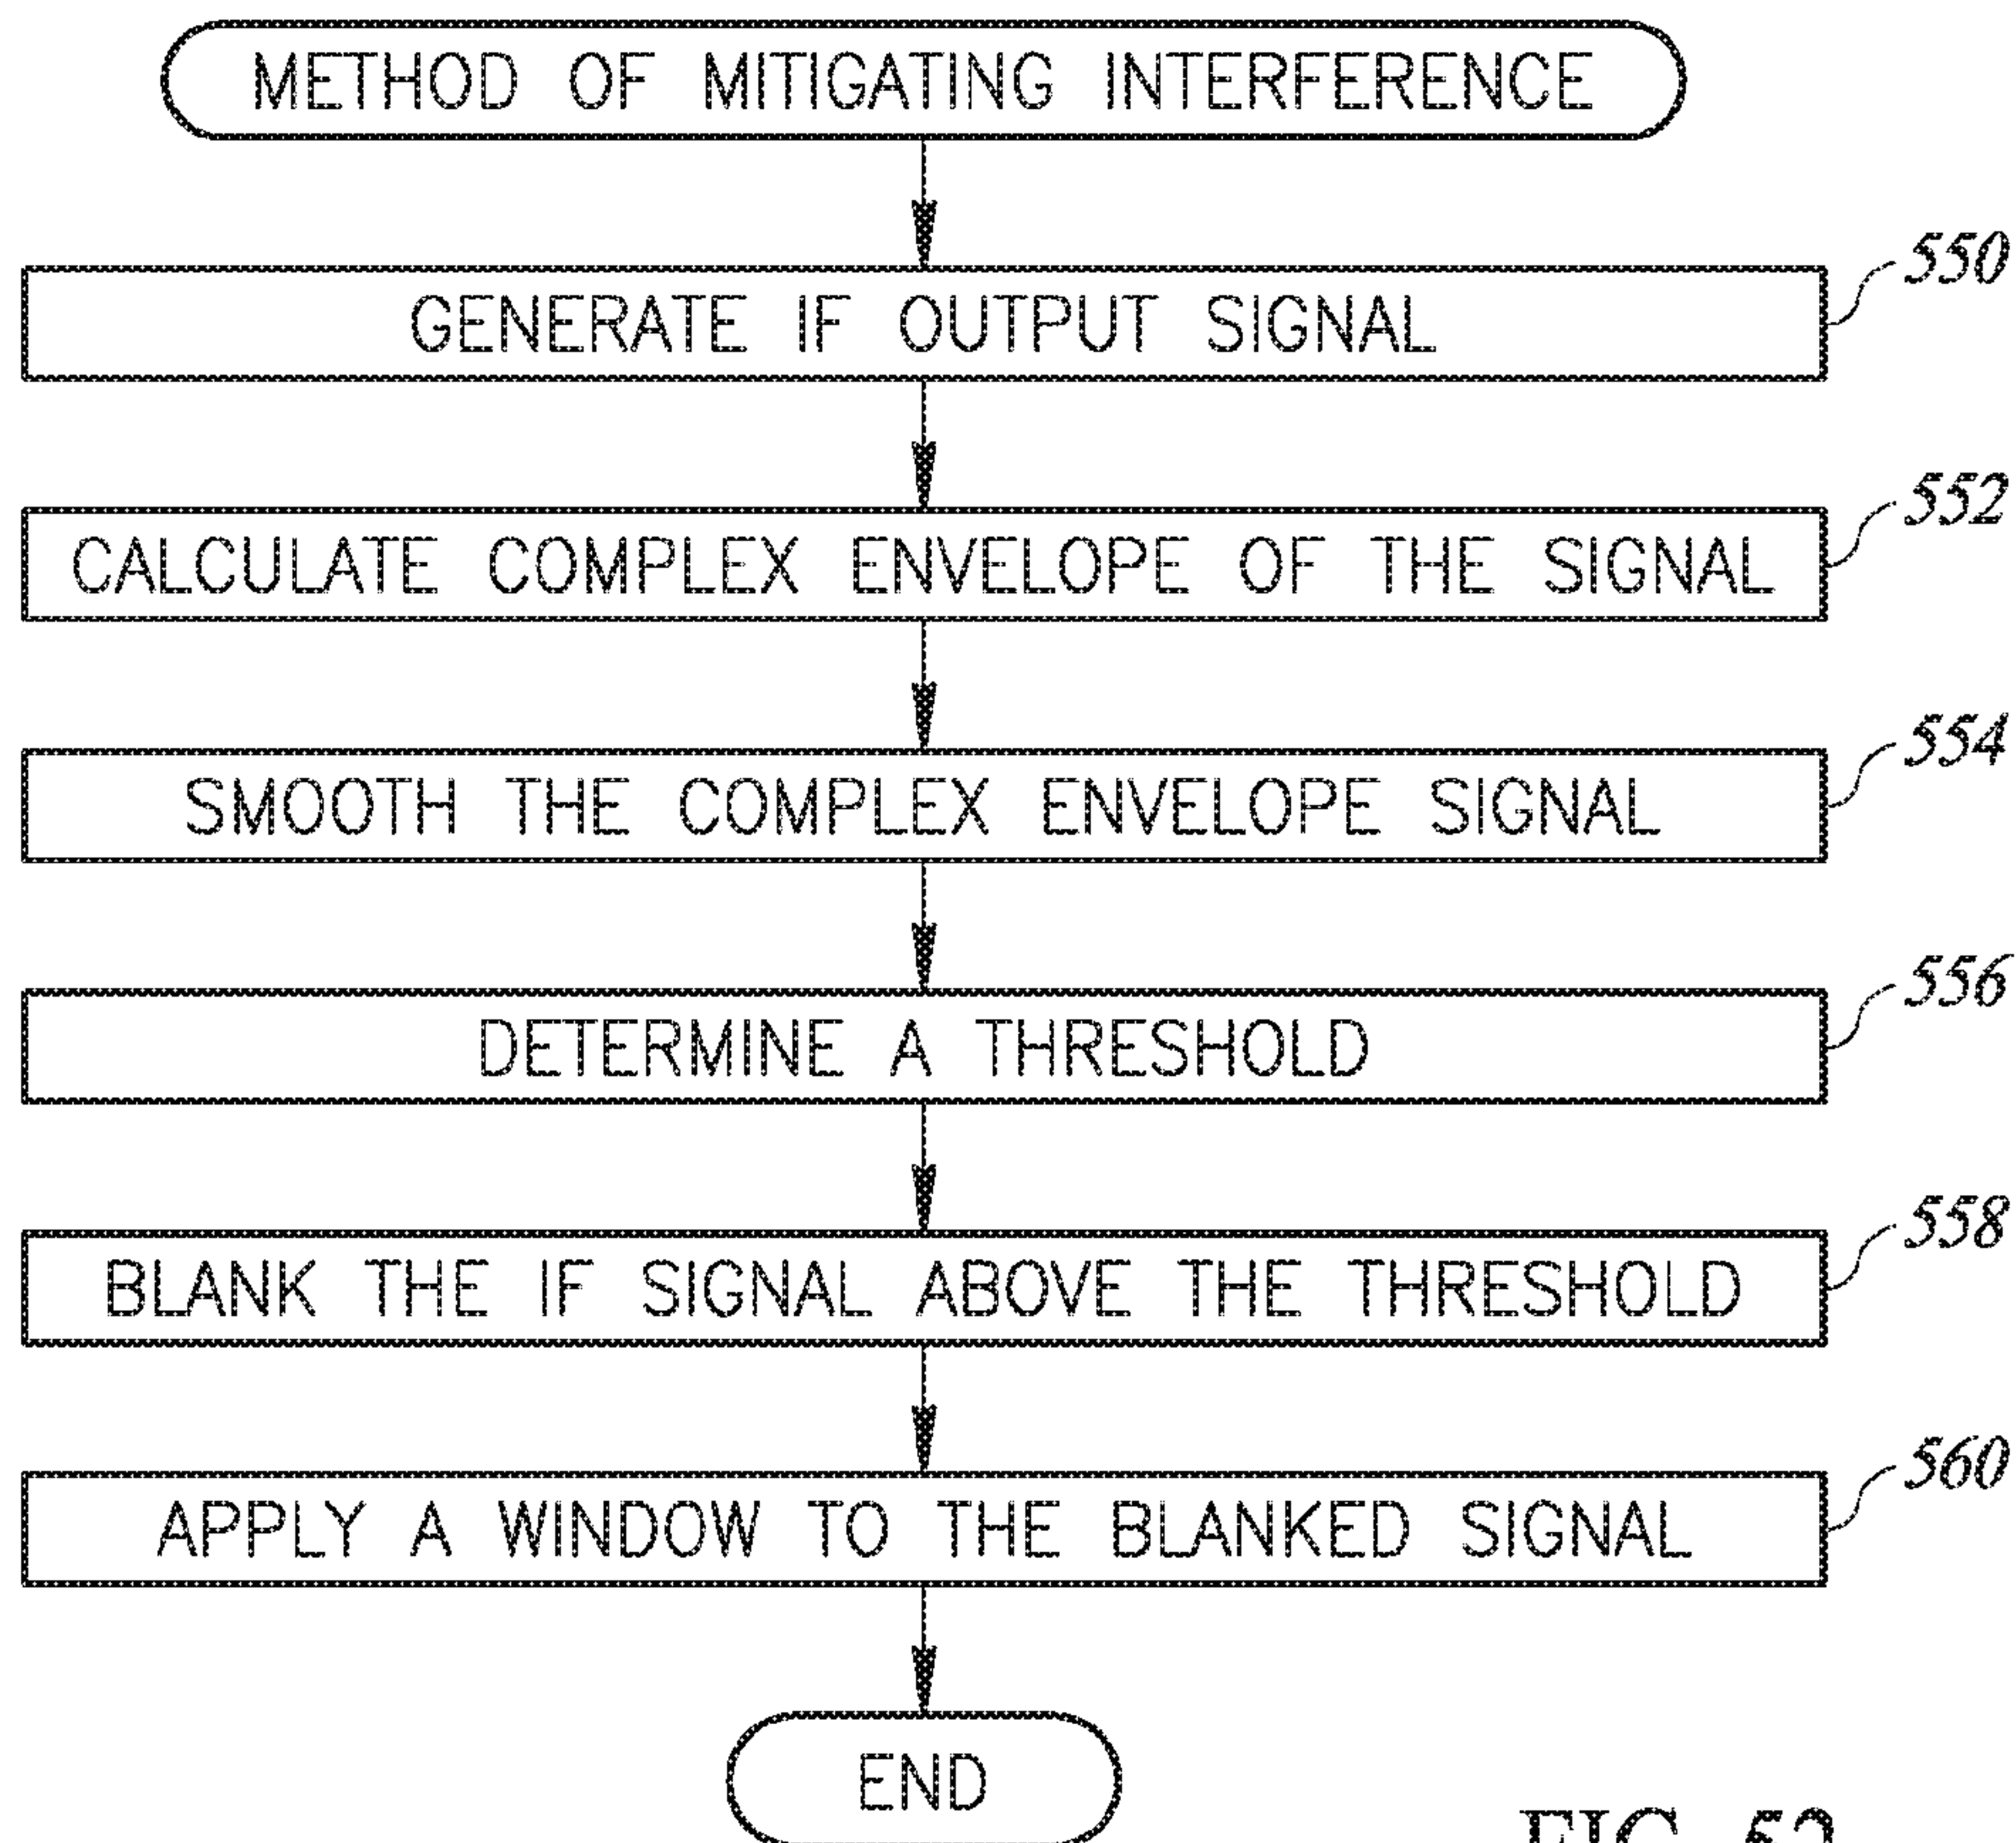 METHOD OF MITIGATING INTERFERENCE
550
GENERATE IF OUTPUT SIGNAL
552
CALCULATE COMPLEX ENVELOPE OF THE SIGNAL
554
SMOOTH THE COMPLEX ENVELOPE SIGNAL
556
DETERMINE A THRESHOLD
558
BLANK THE IF SIGNAL ABOVE THE THRESHOLD
560
APPLY A WINDOW TO THE BLANKED SIGNAL
END
FIG. 52